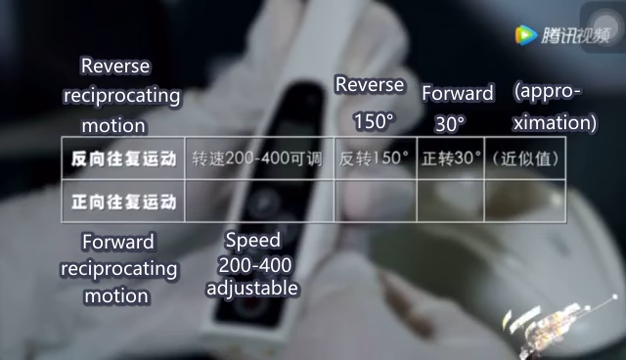 腾讯视频
Reverse
reciprocating
motion
Reverse
150°
Forward
30°
(appro-
ximation)
反向往复运动 转速200-400可调 反转150° 正转30° (近似值)
正向往复运动
Forward
reciprocating
motion
Speed
200-400
adjustable